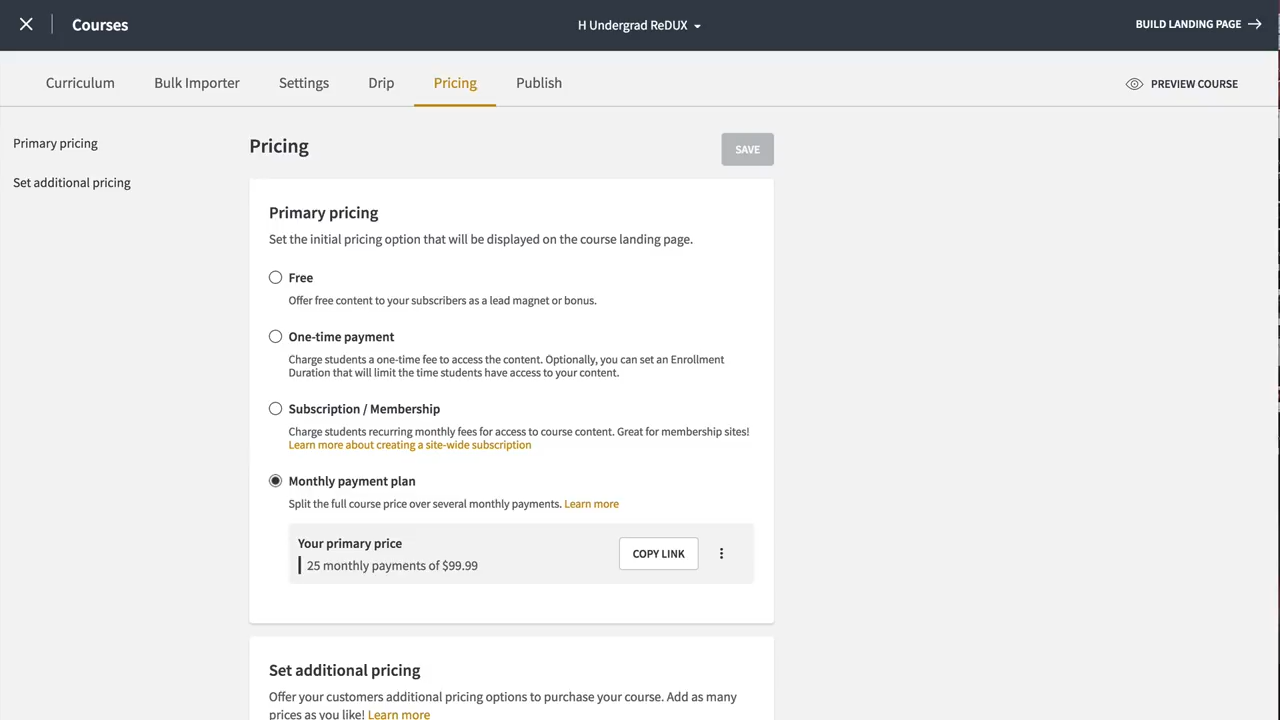 Courses
H Undergrad ReDUX
BUILD LANDING PAGE
Curriculum
Bulk Importer
Settings
Drip
Pricing
Publish
PREVIEW COURSE
Primary pricing
Set additional pricing
Pricing
SAVE
Primary pricing
Set the initial pricing option that will be displayed on the course landing page.
Free
Offer free content to your subscribers as a lead magnet or bonus.
One-time payment
Charge students a one-time fee to access the content. Optionally, you can set an Enrollment
Duration that will limit the time students have access to your content.
Subscription / Membership
Charge students recurring monthly fees for access to course content. Great for membership sites!
Learn more about creating a site-wide subscription
Monthly payment plan
Split the full course price over several monthly payments. Learn more
Your primary price
25 monthly payments of $99.99
COPY LINK
Set additional pricing
Offer your customers additional pricing options to purchase your course. Add as many
prices as you like! Learn more